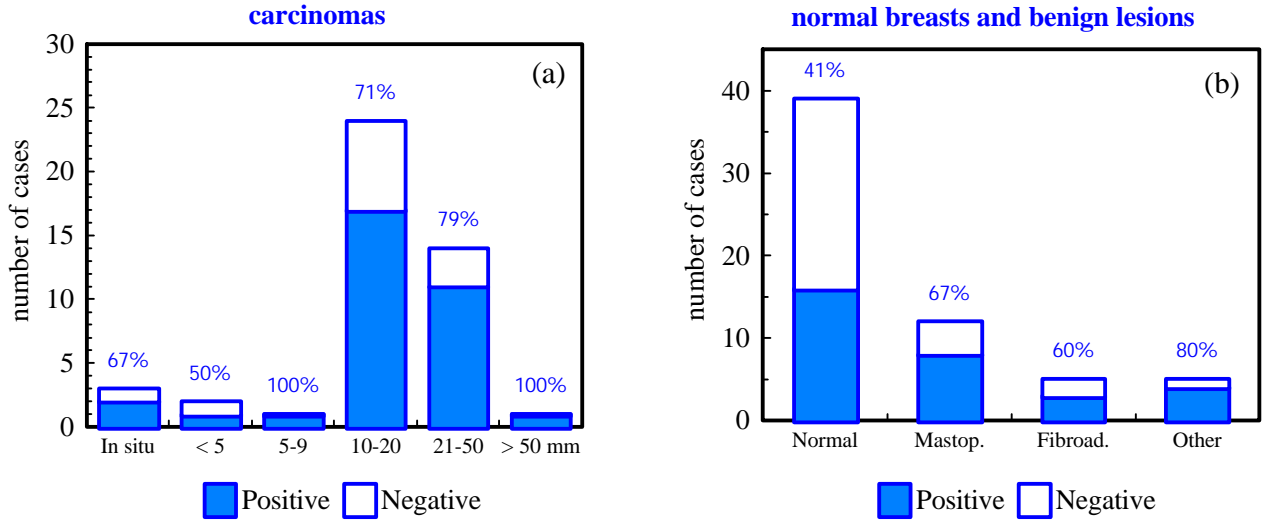 carcinomas
(a)
number of cases
30
25
20
15
10
5
0
67%
50%
100%
71%
79%
100%
In situ
< 5
5-9
10-20
21-50
> 50 mm
Positive
Negative
normal breasts and benign lesions
(b)
number of cases
40
30
20
10
0
41%
67%
60%
80%
Normal
Mastop.
Fibroad.
Other
Positive
Negative